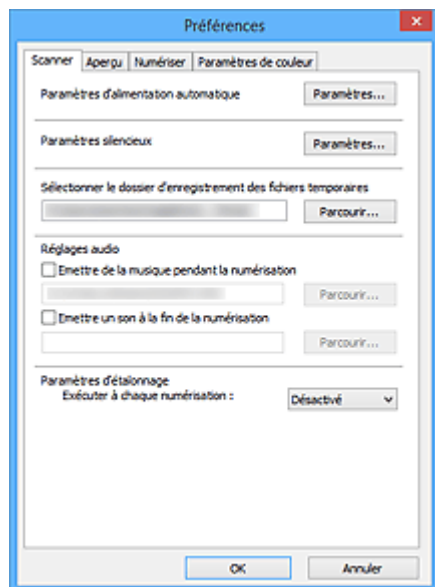 Préférences
Scanner Aperçu Numériser Paramètres de couleur
Paramètres d'alimentation automatique Paramètres...
Paramètres silencieux Paramètres...
Sélectionner le dossier d'enregistrement des fichiers temporaires
Parcourir...
Réglages audio
Emettre de la musique pendant la numérisation
Parcourir...
Emettre un son à la fin de la numérisation
Parcourir...
Paramètres d'étalonnage
Exécuter à chaque numérisation : Désactivé
OK Annuler